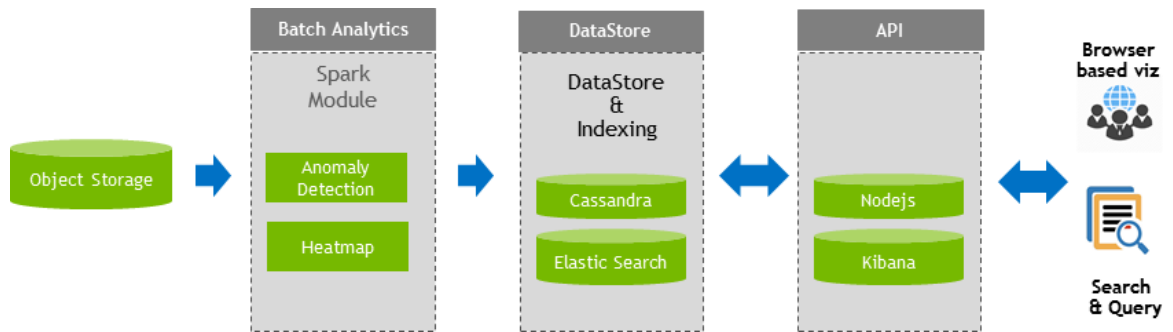 Batch Analytics
DataStore
API
Spark
Module
DataStore
&
Indexing
Browser
based viz
Object Storage
Anomaly
Detection
Heatmap
Cassandra
Elastic Search
Nodejs
Kibana
Search
& Query